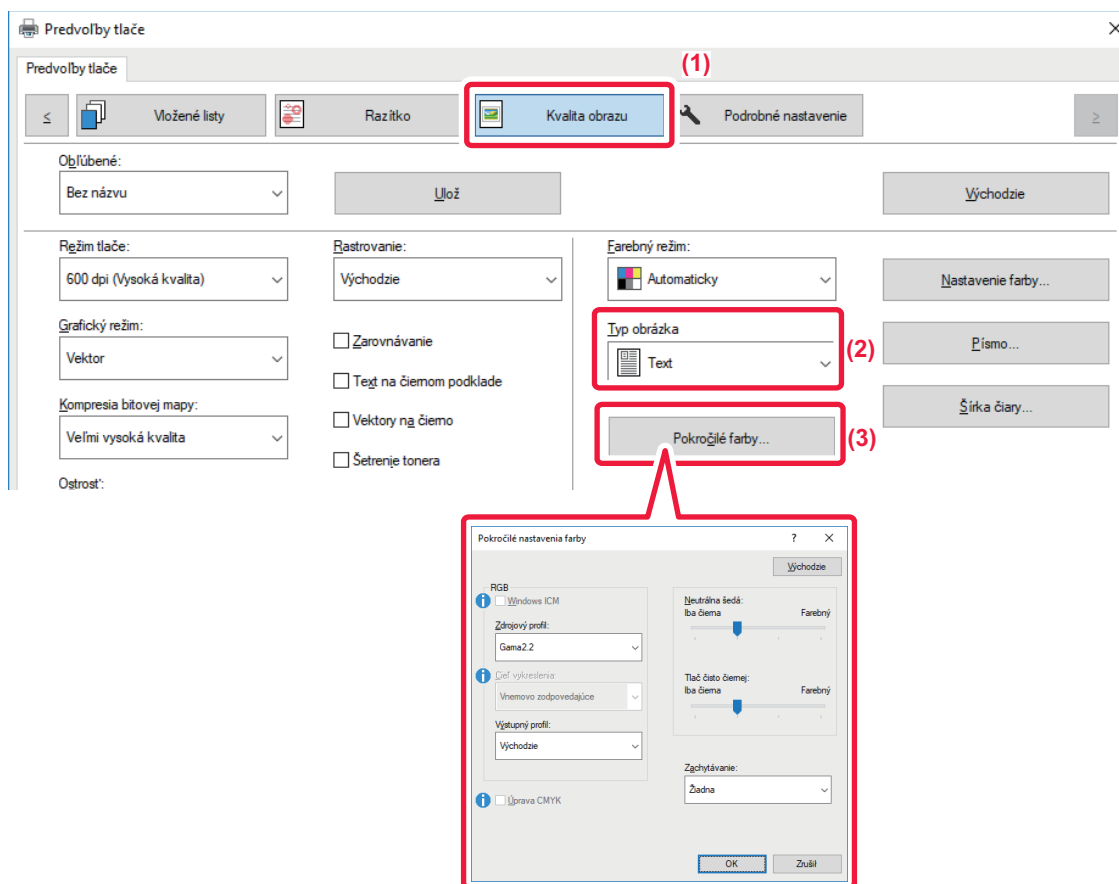 Predvoľby tlače
Predvoľby tlače
(1)
<
Vložené listy
Razítko
Kvalita obrazu
Podrobné nastavenie
>
Obľúbené:
Bez názvu
Ulož
Východzie
Režim tlače:
600 dpi (Vysoká kvalita)
Rastrovanie:
Východzie
Farebný režim:
Automaticky
Nastavenie farby...
Grafický režim:
Vektor
Zarovnávanie
Typ obrázka
Text
(2)
Písmo...
Text na čiernom podklade
Kompresia bitovej mapy:
Veľmi vysoká kvalita
Vektory na čierno
Šírka čiary...
Pokročilé farby...
(3)
Šetrenie tonera
Ostrosť:
Pokročilé nastavenia farby
?
Východzie
RGB
Windows ICM
Zdrojový profil:
Gama2.2
Cieľ vykreslenia:
Vnemovo zodpovedajúce
Výstupný profil:
Východzie
Úprava CMYK
Neutrálna šedá:
Iba čierna Farebný
Tlač čisto čiernej:
Iba čierna Farebný
Zachytávanie:
Žiadna
OK
Zrušiť